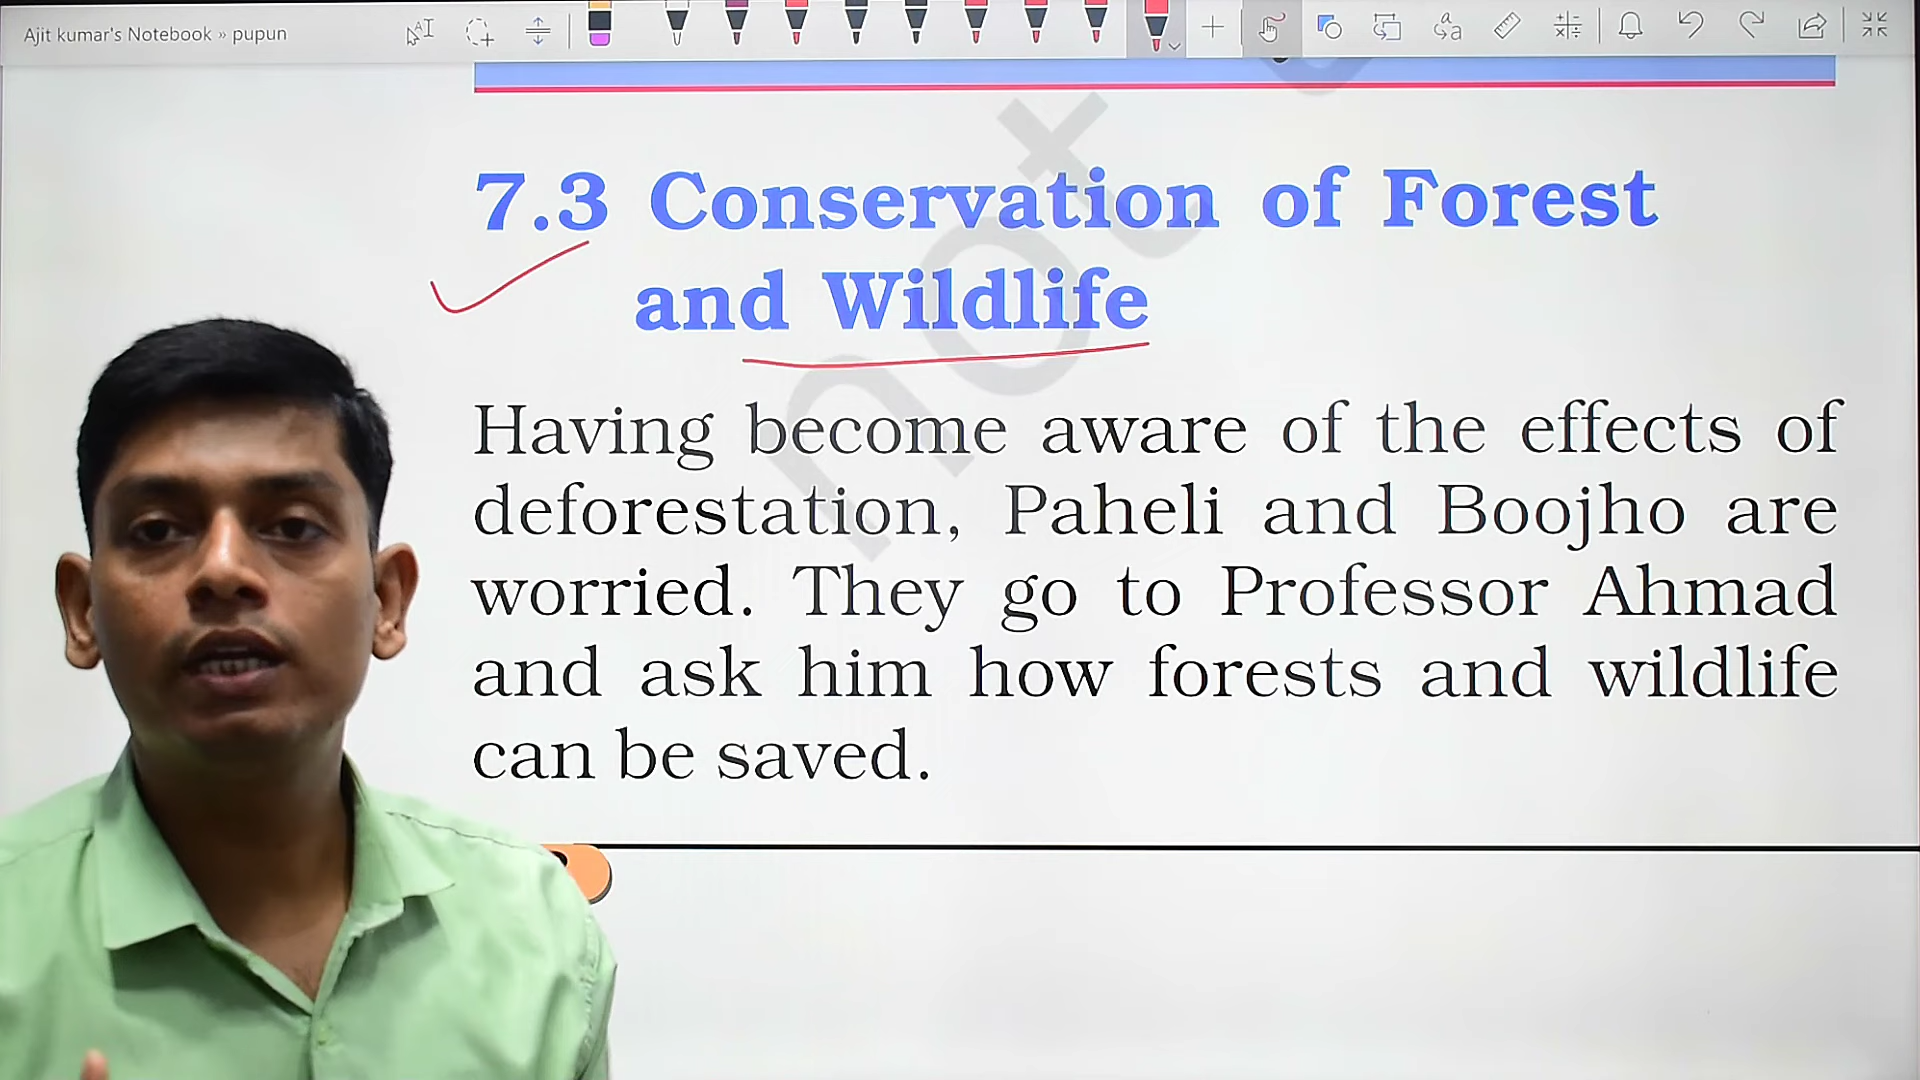 Ajit kumar's Notebook » pupun
7.3 Conservation of Forest
and Wildlife
Having become aware of the effects of
deforestation, Paheli and Boojho are
worried. They go to Professor Ahmad
and ask him how forests and wildlife
can be saved.
not